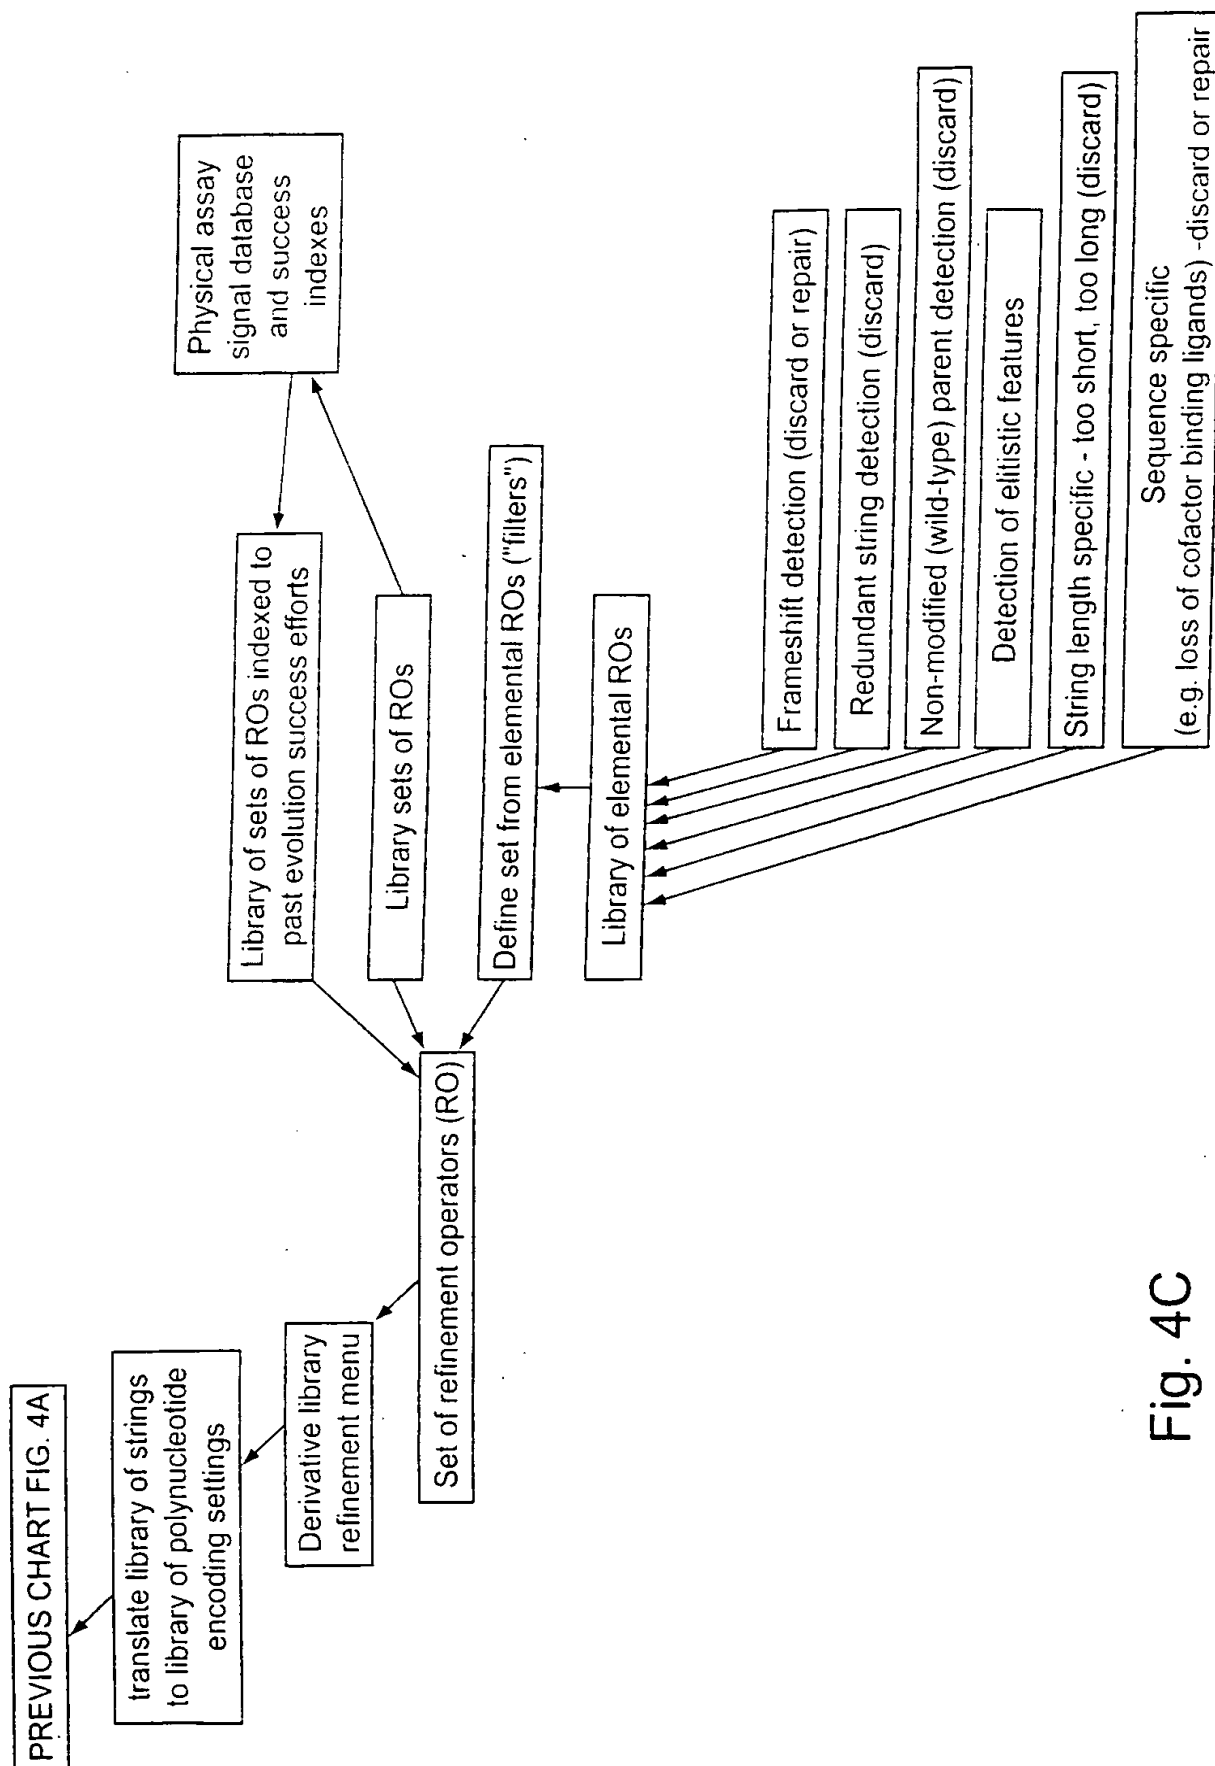 PREVIOUS CHART FIG. 4A
translate library of strings
to library of polynucleotide
encoding settings
Derivative library
refinement menu
Set of refinement operators (RO)
Library of sets of ROs indexed to
past evolution success efforts
Physical assay
signal database
and success
indexes
Library sets of ROs
Define set from elemental ROs ("filters")
Library of elemental ROs
Frameshift detection (discard or repair)
Redundant string detection (discard)
Non-modified (wild-type) parent detection (discard)
Detection of elitistic features
String length specific - too short, too long (discard)
Sequence specific
(e.g. loss of cofactor binding ligands) -discard or repair
Fig. 4C